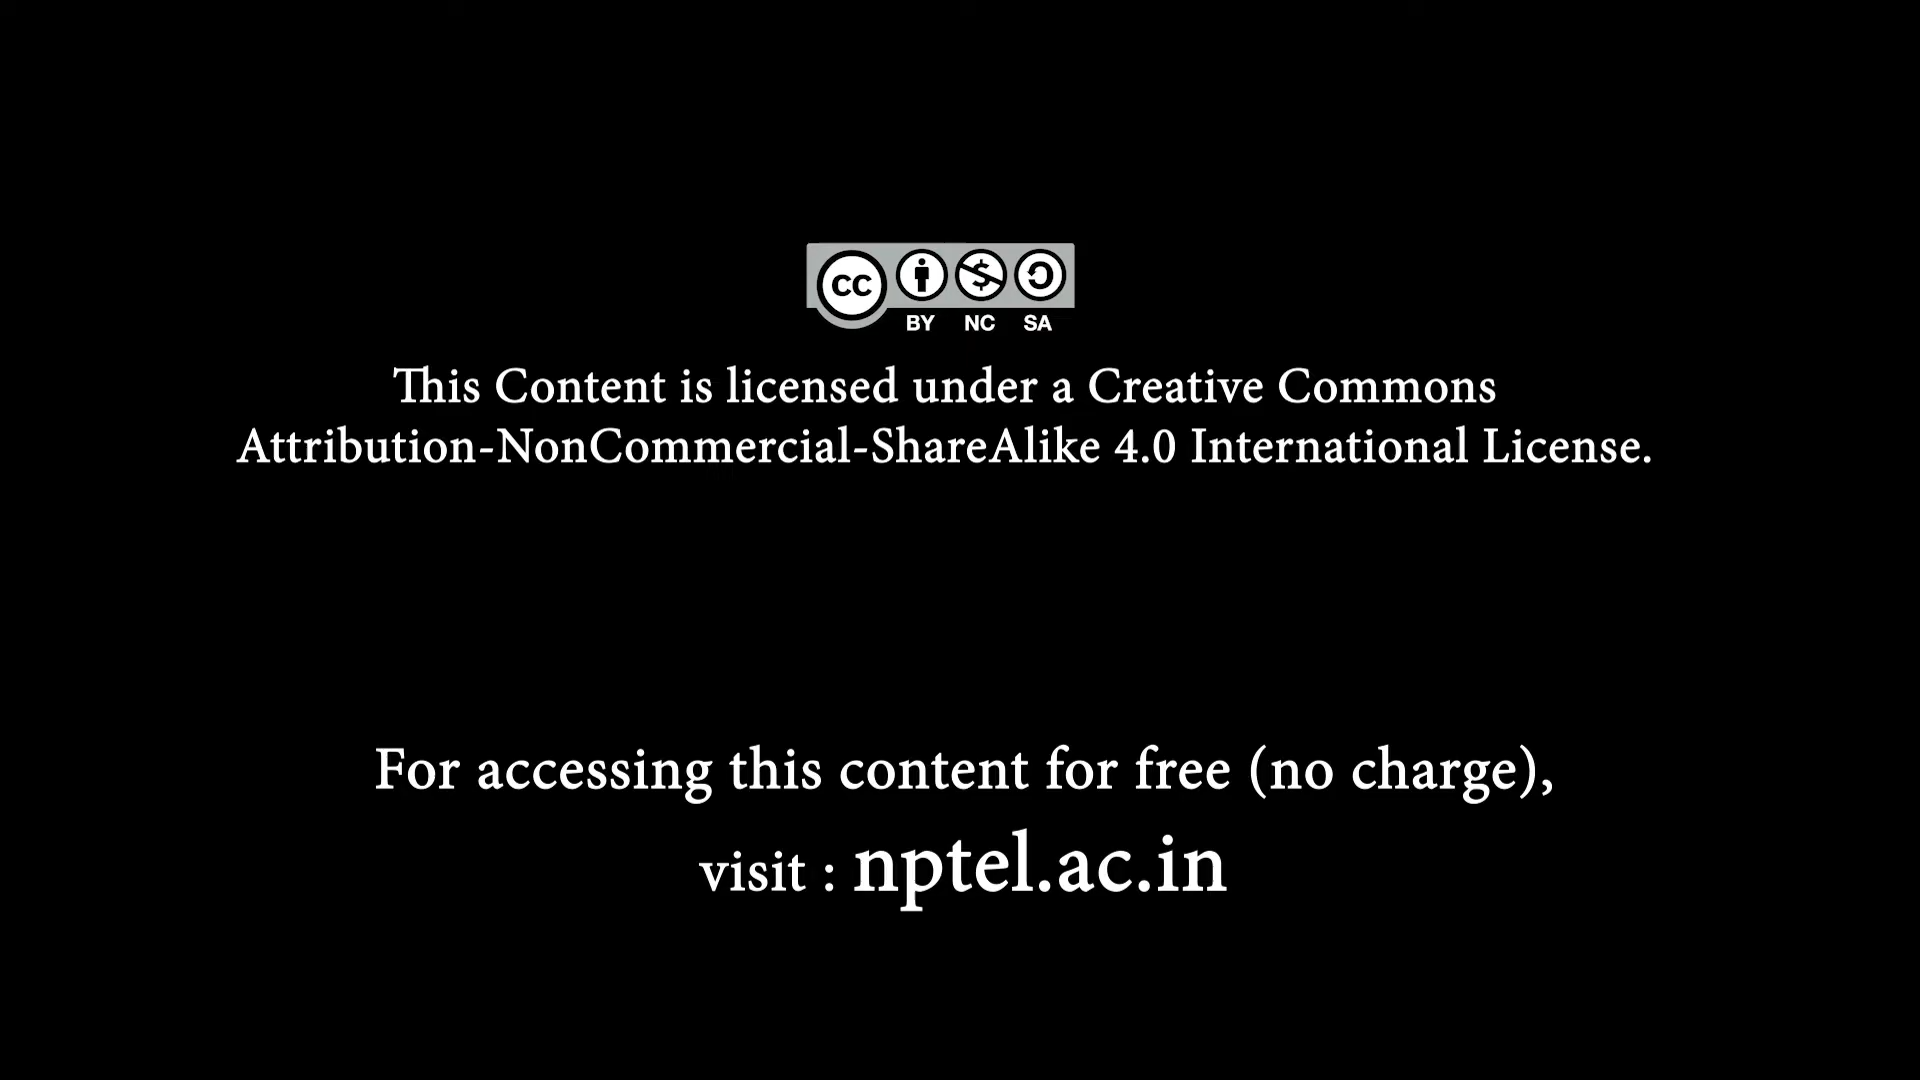 cc
BY NC SA
This Content is licensed under a Creative Commons
Attribution-NonCommercial-ShareAlike 4.0 International License.
For accessing this content for free (no charge),
visit : nptel.ac.in